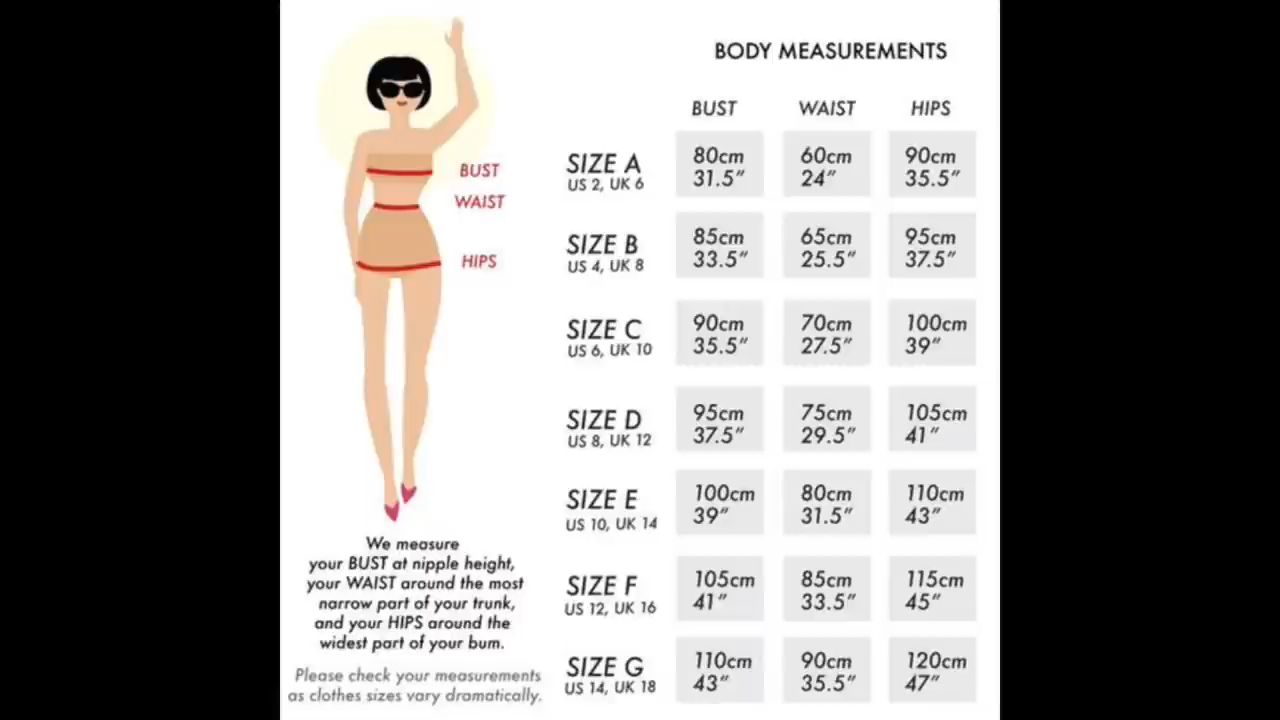 BODY MEASUREMENTS
BUST WAIST HIPS
BUST
WAIST
HIPS
SIZE A
US 2, UK 6
80cm
31.5”
60cm
24”
90cm
35.5”
SIZE B
US 4, UK 8
85cm
33.5”
65cm
25.5”
95cm
37.5”
SIZE C
US 6, UK 10
90cm
35.5”
70cm
27.5”
100cm
39”
SIZE D
US 8, UK 12
95cm
37.5”
75cm
29.5”
105cm
41”
SIZE E
US 10, UK 14
100cm
39”
80cm
31.5”
110cm
43”
SIZE F
US 12, UK 16
105cm
41”
85cm
33.5”
115cm
45”
SIZE G
US 14, UK 18
110cm
43”
90cm
35.5”
120cm
47”
We measure
your BUST at nipple height,
your WAIST around the most
narrow part of your trunk,
and your HIPS around the
widest part of your bum.
Please check your measurements
as clothes sizes vary dramatically.